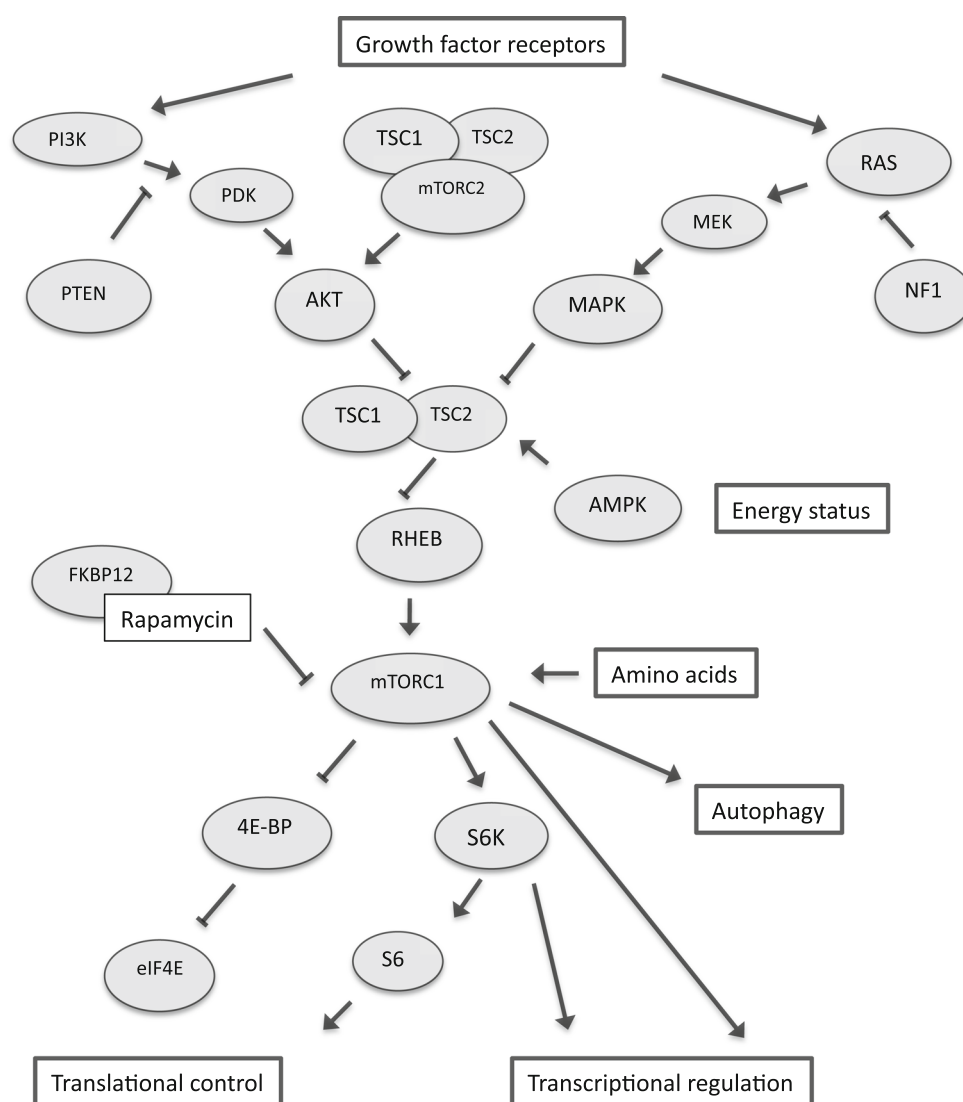 Growth factor receptors
PI3K
TSC1
TSC2
RAS
PDK
mTORC2
MEK
PTEN
AKT
MAPK
NF1
TSC1
TSC2
AMPK
Energy status
RHEB
FKBP12
Rapamycin
mTORC1
Amino acids
Autophagy
4E-BP
S6K
eIF4E
S6
Translational control
Transcriptional regulation